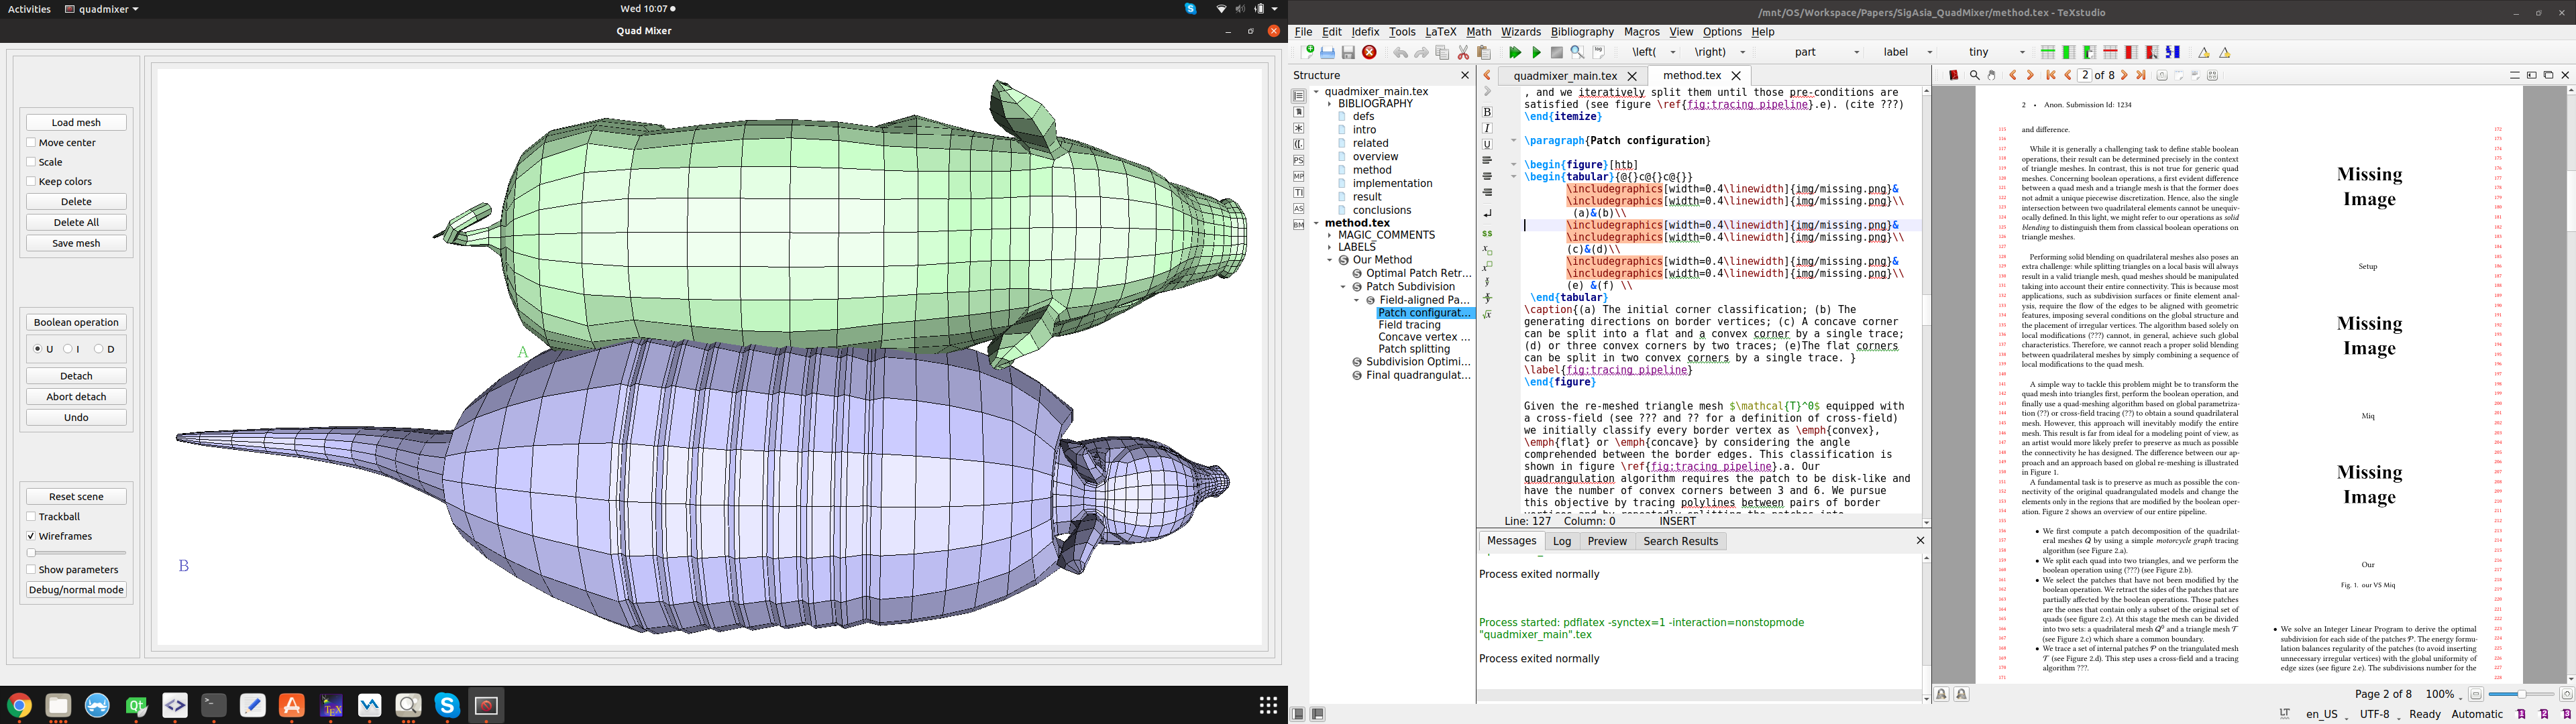 Activities
quadmixer
Wed 10:07
Quad Mixer
Load mesh
Move center
Scale
Keep colors
Delete
Delete All
Save mesh
Boolean operation
U I D
Detach
Abort detach
Undo
Reset scene
Trackball
Wireframes
Show parameters
Debug/normal mode
A
B
/mnt/OS/Workspace/Papers/SigAsia_QuadMixer/method.tex - TeXstudio
File Edit Idefix Tools LaTeX Math Wizards Bibliography Macros View Options Help
\left( \right) part label tiny
Structure
quadmixer_main.tex
BIBLIOGRAPHY
defs
intro
related
overview
method
implementation
result
conclusions
method.tex
MAGIC_COMMENTS
LABELS
Our Method
Optimal Patch Retr...
Patch Subdivision
Field-aligned Pa...
Patch configurat...
Field tracing
Concave vertex ...
Patch splitting
Subdivision Optimi...
Final quadrangulat...
quadmixer_main.tex method.tex
, and we iteratively split them until those pre-conditions are
satisfied (see figure \ref{fig:tracing_pipeline}.e). (cite ???)
\end{itemize}
\paragraph{Patch configuration}
\begin{figure}[htb]
\begin{tabular}{@{}c@{}c@{}}
\includegraphics[width=0.4\linewidth]{img/missing.png}&
\includegraphics[width=0.4\linewidth]{img/missing.png}\\
(a)&(b)\\
\includegraphics[width=0.4\linewidth]{img/missing.png}&
\includegraphics[width=0.4\linewidth]{img/missing.png}\\
(c)&(d)\\
\includegraphics[width=0.4\linewidth]{img/missing.png}&
\includegraphics[width=0.4\linewidth]{img/missing.png}\\
(e) &(f) \\
\end{tabular}
\caption{(a) The initial corner classification; (b) The
generating directions on border vertices; (c) A concave corner
can be split into a flat and a convex corner by a single trace;
(d) or three convex corners by two traces; (e)The flat corners
can be split in two convex corners by a single trace. }
\label{fig:tracing_pipeline}
\end{figure}
Given the re-meshed triangle mesh $\mathcal{T}^0$ equipped with
a cross-field (see ??? and ?? for a definition of cross-field)
we initially classify every border vertex as \emph{convex},
\emph{flat} or \emph{concave} by considering the angle
comprehended between the border edges. This classification is
shown in figure \ref{fig:tracing_pipeline}.a. Our
quadrangulation algorithm requires the patch to be disk-like and
have the number of convex corners between 3 and 6. We pursue
this objective by tracing polylines between pairs of border
Line: 127 Column: 0 INSERT
Messages Log Preview Search Results
Process exited normally
Process started: pdflatex -synctex=1 -interaction=nonstopmode
"quadmixer_main".tex
Process exited normally
2 of 8
2 • Anon. Submission Id: 1234
and difference.
While it is generally a challenging task to define stable boolean
operations, their result can be determined precisely in the context
of triangle meshes. In contrast, this is not true for generic quad
meshes. Concerning boolean operations, a first evident difference
between a quad mesh and a triangle mesh is that the former does
not admit a unique piecewise discretization. Hence, also the single
intersection between two quadrilateral elements cannot be unequiv-
ocally defined. In this light, we might refer to our operations as solid
blending to distinguish them from classical boolean operations on
triangle meshes.
Performing solid blending on quadrilateral meshes also poses an
extra challenge: while splitting triangles on a local basis will always
result in a valid triangle mesh, quad meshes should be manipulated
taking into account their entire connectivity. This is because most
applications, such as subdivision surfaces or finite element anal-
ysis, require the flow of the edges to be aligned with geometric
features, imposing several conditions on the global structure and
the placement of irregular vertices. The algorithm based solely on
local modifications (???) cannot, in general, achieve such global
characteristics. Therefore, we cannot reach a proper solid blending
between quadrilateral meshes by simply combining a sequence of
local modifications to the quad mesh.
A simple way to tackle this problem might be to transform the
quad mesh into triangles first, perform the boolean operation, and
finally use a quad-meshing algorithm based on global parametriza-
tion (??) or cross-field tracing (??) to obtain a sound quadrilateral
mesh. However, this approach will inevitably modify the entire
mesh. This result is far from ideal for a modeling point of view, as
an artist would more likely prefer to preserve as much as possible
the connectivity he has designed. The difference between our ap-
proach and an approach based on global re-meshing is illustrated
in Figure 1.
A fundamental task is to preserve as much as possible the con-
nectivity of the original quadrangulated models and change the
elements only in the regions that are modified by the boolean oper-
ation. Figure 2 shows an overview of our entire pipeline.
• We first compute a patch decomposition of the quadrilat-
eral meshes Q by using a simple motorcycle graph tracing
algorithm (see Figure 2.a).
• We split each quad into two triangles, and we perform the
boolean operation using (???) (see Figure 2.b).
• We select the patches that have not been modified by the
boolean operation. We retract the sides of the patches that are
partially affected by the boolean operations. Those patches
are the ones that contain only a subset of the original set of
quads (see figure 2.c). At this stage the mesh can be divided
into two sets: a quadrilateral mesh Q⁰ and a triangle mesh T
(see Figure 2.c) which share a common boundary.
• We trace a set of internal patches P on the triangulated mesh
T (see Figure 2.d). This step uses a cross-field and a tracing
algorithm ???.
Missing
Image
Setup
Missing
Image
Miq
Missing
Image
Our
Fig. 1. our VS Miq
• We solve an Integer Linear Program to derive the optimal
subdivision for each side of the patches P. The energy formu-
lation balances regularity of the patches (to avoid inserting
unnecessary irregular vertices) with the global uniformity of
edge sizes (see figure 2.e). The subdivisions number for the
Page 2 of 8 100%
en_US UTF-8 Ready Automatic